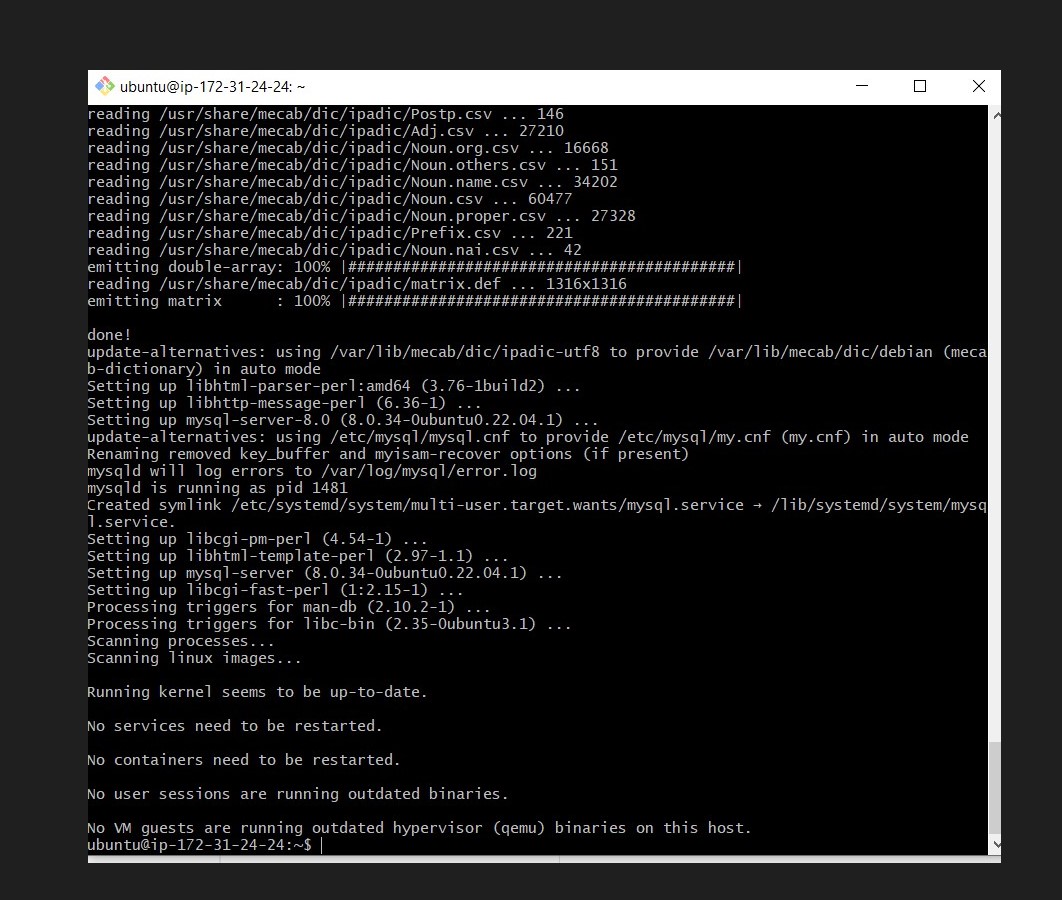 ubuntu@ip-172-31-24-24: ~
reading /usr/share/mecab/dic/ipadic/Postp.csv ... 146
reading /usr/share/mecab/dic/ipadic/Adj.csv ... 27210
reading /usr/share/mecab/dic/ipadic/Noun.org.csv ... 16668
reading /usr/share/mecab/dic/ipadic/Noun.others.csv ... 151
reading /usr/share/mecab/dic/ipadic/Noun.name.csv ... 34202
reading /usr/share/mecab/dic/ipadic/Noun.csv ... 60477
reading /usr/share/mecab/dic/ipadic/Noun.proper.csv ... 27328
reading /usr/share/mecab/dic/ipadic/Prefix.csv ... 221
reading /usr/share/mecab/dic/ipadic/Noun.nai.csv ... 42
emitting double-array: 100% |###########################################|
reading /usr/share/mecab/dic/ipadic/matrix.def ... 1316x1316
emitting matrix      : 100% |###########################################|
done!
update-alternatives: using /var/lib/mecab/dic/ipadic-utf8 to provide /var/lib/mecab/dic/debian (meca
b-dictionary) in auto mode
Setting up libhtml-parser-perl:amd64 (3.76-1build2) ...
Setting up libhttp-message-perl (6.36-1) ...
Setting up mysql-server-8.0 (8.0.34-0ubuntu0.22.04.1) ...
update-alternatives: using /etc/mysql/mysql.cnf to provide /etc/mysql/my.cnf (my.cnf) in auto mode
Renaming removed key_buffer and myisam-recover options (if present)
mysqld will log errors to /var/log/mysql/error.log
mysqld is running as pid 1481
Created symlink /etc/systemd/system/multi-user.target.wants/mysql.service → /lib/systemd/system/mysq
l.service.
Setting up libcgi-pm-perl (4.54-1) ...
Setting up libhtml-template-perl (2.97-1.1) ...
Setting up mysql-server (8.0.34-0ubuntu0.22.04.1) ...
Setting up libcgi-fast-perl (1:2.15-1) ...
Processing triggers for man-db (2.10.2-1) ...
Processing triggers for libc-bin (2.35-0ubuntu3.1) ...
Scanning processes...
Scanning linux images...
Running kernel seems to be up-to-date.
No services need to be restarted.
No containers need to be restarted.
No user sessions are running outdated binaries.
No VM guests are running outdated hypervisor (qemu) binaries on this host.
ubuntu@ip-172-31-24-24:~$